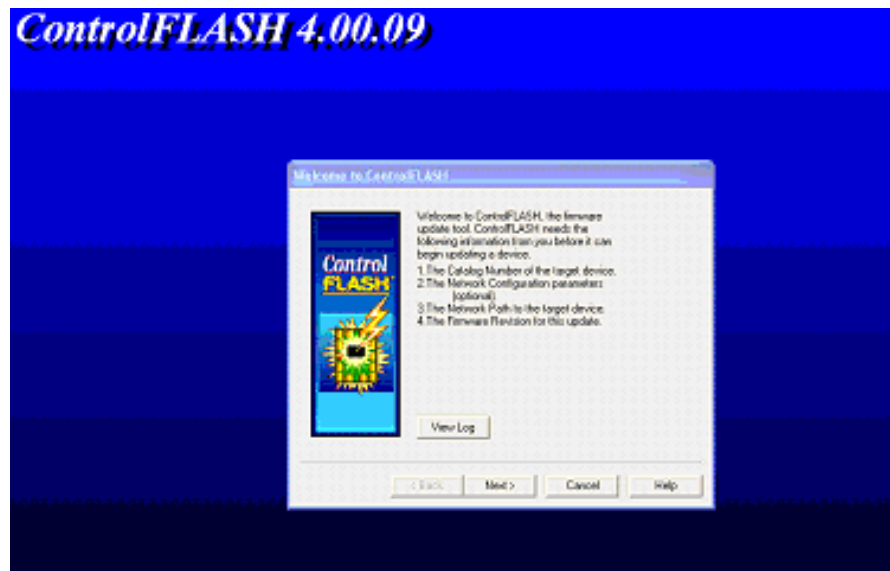 ControlFLASH 4.00.09
Welcome to ControlFLASH
Welcome to ControlFLASH, the firmware
update tool. ControlFLASH needs the
following information from you before it can
begin updating a device.
1. The Catalog Number of the target device.
2. The Network Configuration parameters
(optional).
3. The Network Path to the target device.
4. The Firmware Revision for this update.
Control
FLASH
View Log
< Back
Next >
Cancel
Help